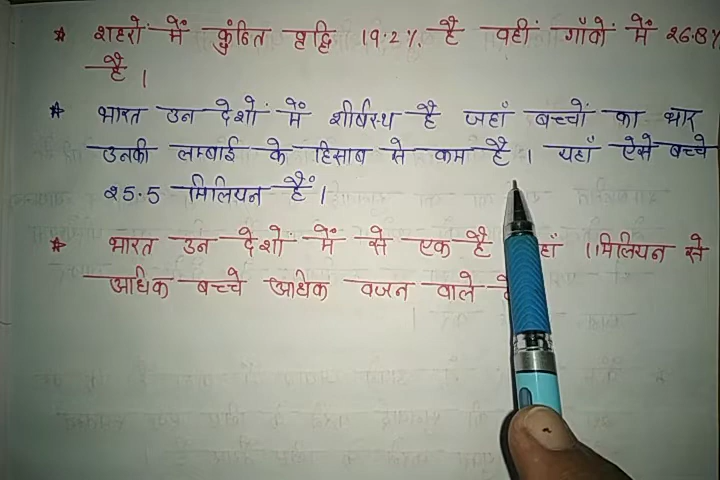 * शहरों में कुंठित वृद्धि 19.2% है वहीं गाँवों में 26.8%
है।
* भारत उन देशों में शीर्षस्थ है जहाँ बच्चों का भार
उनकी लम्बाई के हिसाब से कम है। यहाँ ऐसे बच्चे
25.5 मिलियन हैं।
* भारत उन देशों में से एक है हाँ 1 मिलियन से
अधिक बच्चे अधिक वजन वाले